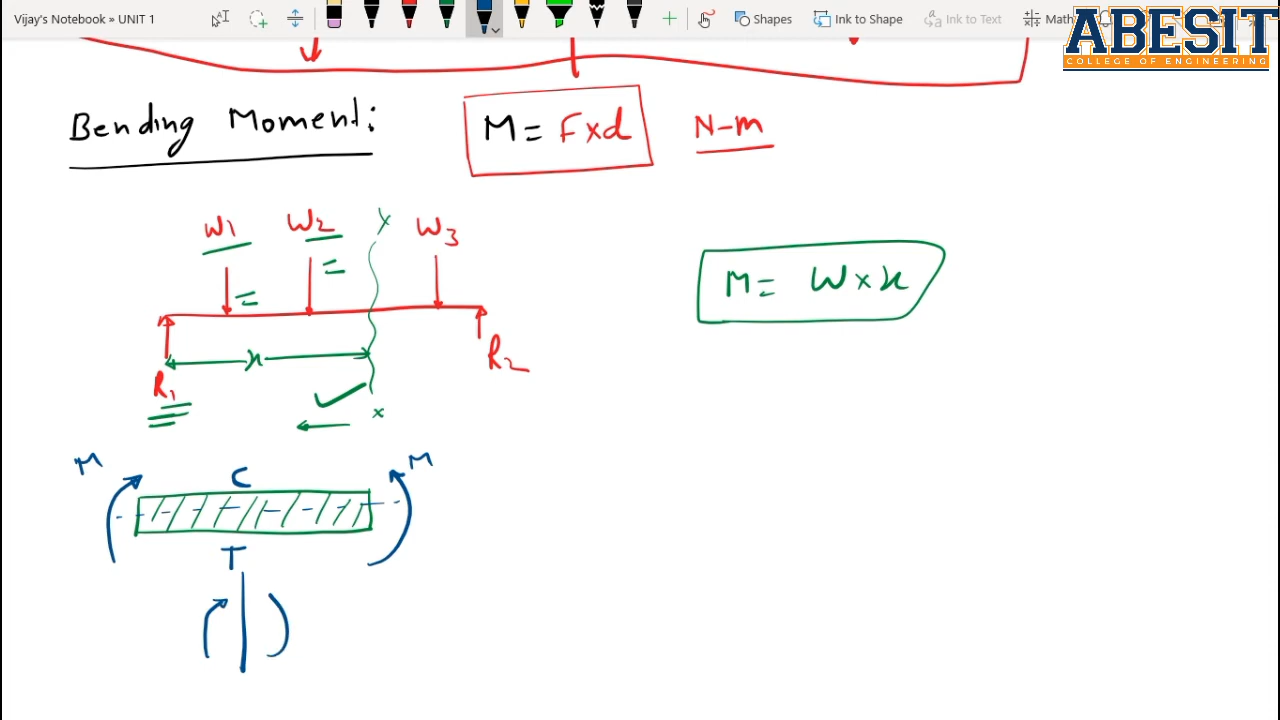 Vijay's Notebook » UNIT 1
Shapes
Ink to Shape
Ink to Text
Math
ABESIT
COLLEGE OF ENGINEERING
Bending Moment:
M = F×d
N-m
W1
W2
W3
M = W×x
x
R1
R2
x
M
C
M
T